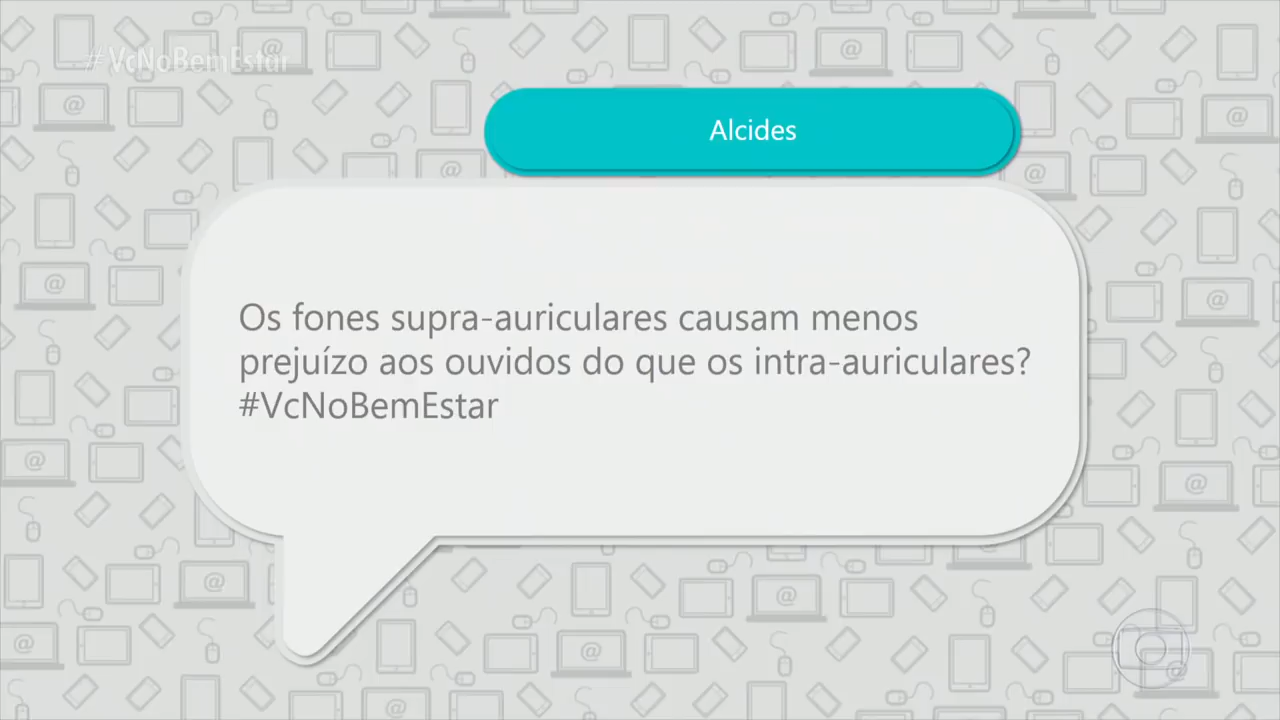 #VcNoBemEstar
Alcides
Os fones supra-auriculares causam menos
prejuízo aos ouvidos do que os intra-auriculares?
#VcNoBemEstar